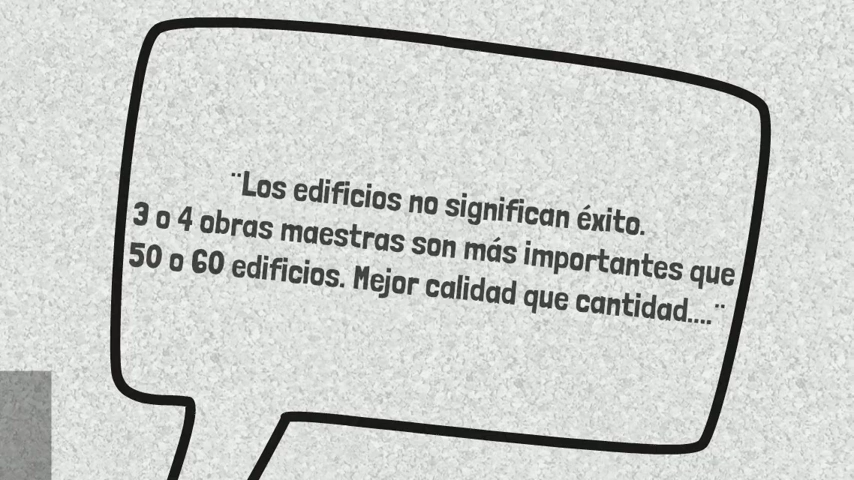 ¨Los edificios no significan éxito.
3 o 4 obras maestras son más importantes que
50 o 60 edificios. Mejor calidad que cantidad....¨